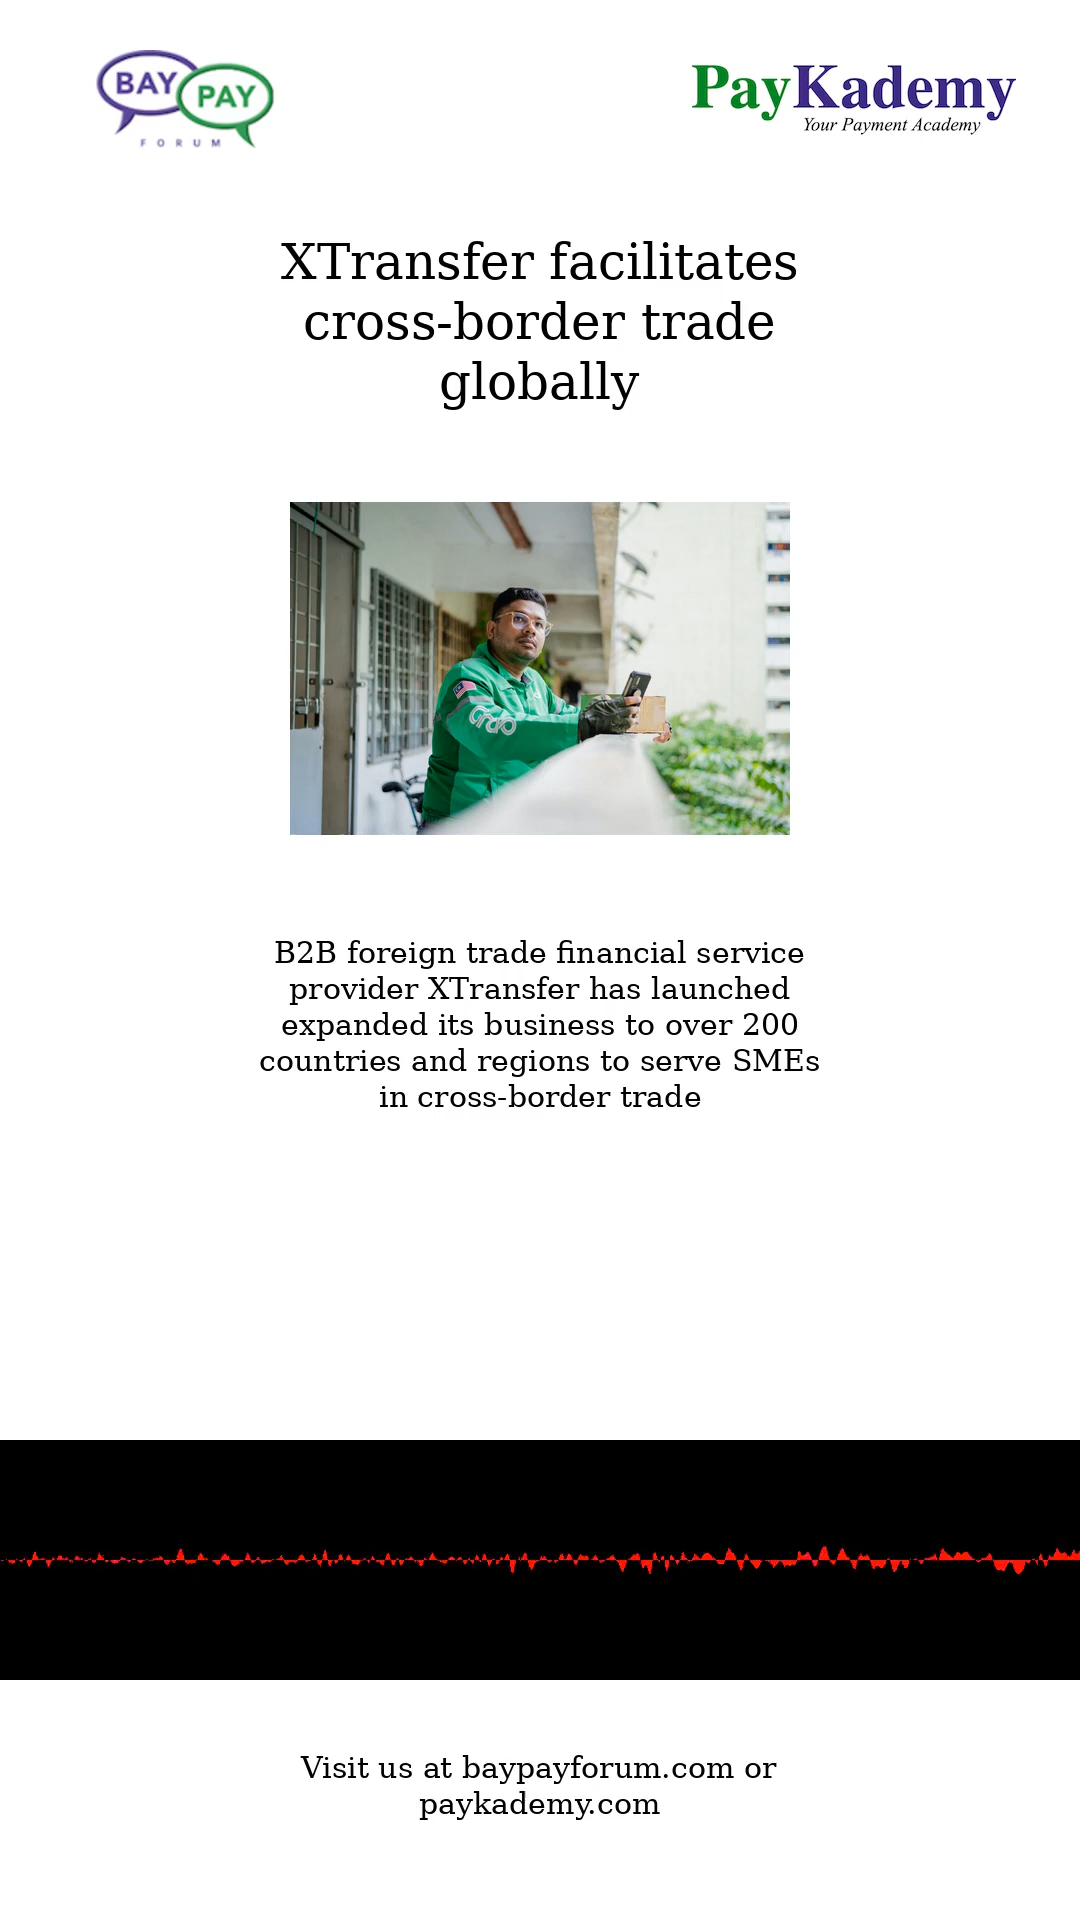 BAY PAY
FORUM
PayKademy
Your Payment Academy
XTransfer facilitates
cross-border trade
globally
Grab
B2B foreign trade financial service
provider XTransfer has launched
expanded its business to over 200
countries and regions to serve SMEs
in cross-border trade
Visit us at baypayforum.com or
paykademy.com